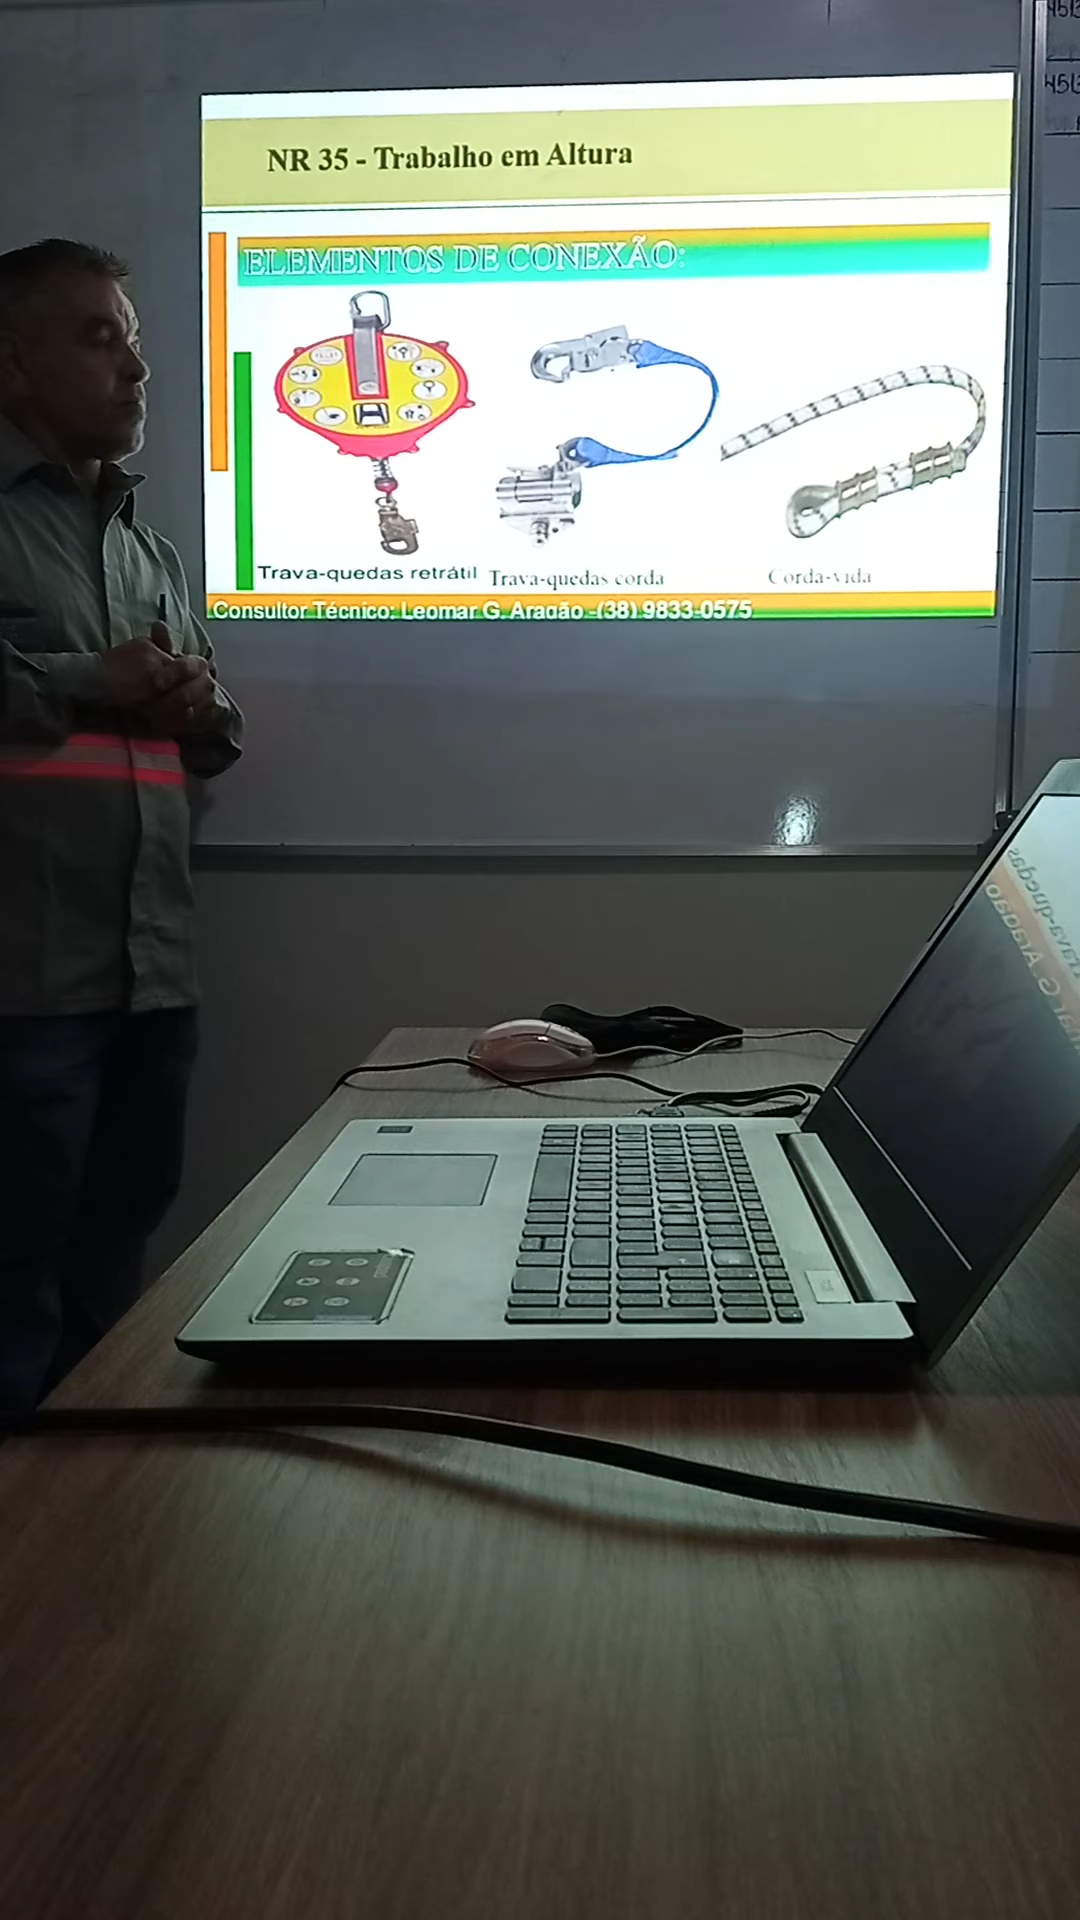 NR 35 - Trabalho em Altura
ELEMENTOS DE CONEXÃO:
Trava-quedas retrátil
Trava-quedas corda
Corda-vida
Consultor Técnico: Leomar G. Aragão -(38) 9833-0575